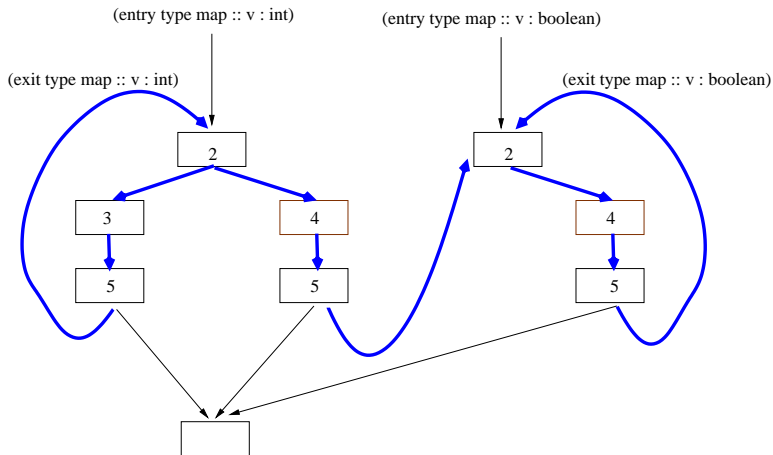 (entry type map :: v : int)
(entry type map :: v : boolean)
(exit type map :: v : int)
(exit type map :: v : boolean)
2
2
3
4
4
5
5
5